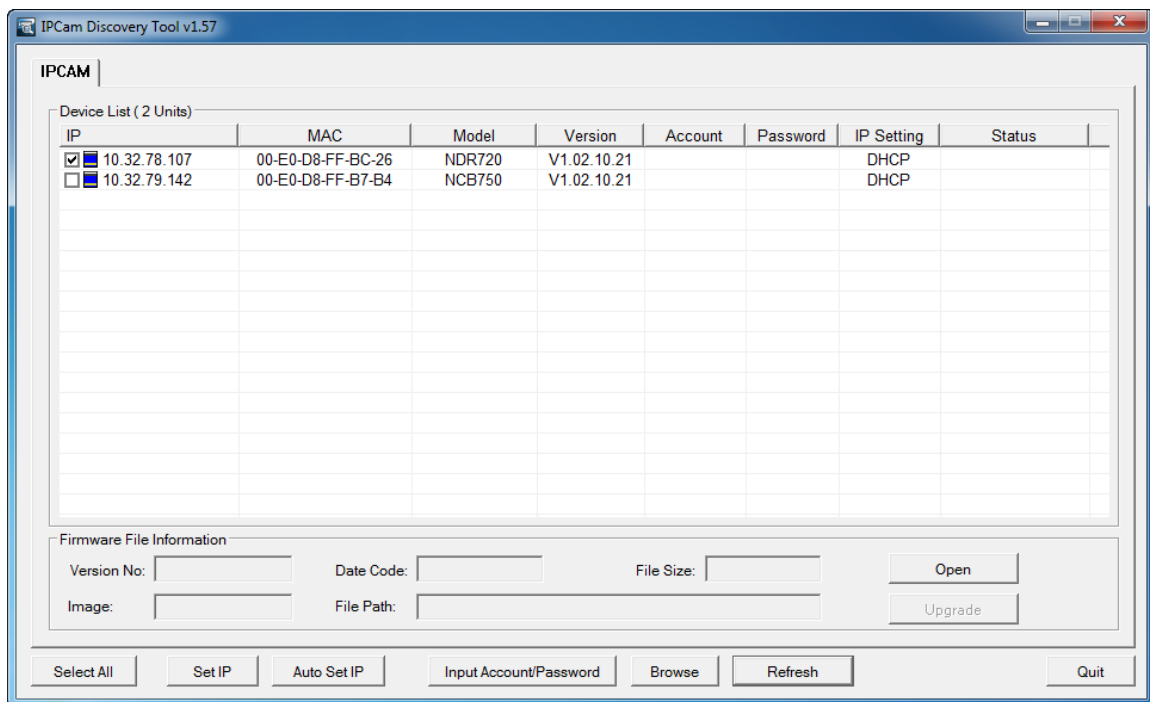 IPCam Discovery Tool v1.57
IPCAM
Device List ( 2 Units)
IP MAC Model Version Account Password IP Setting Status
10.32.78.107 00-E0-D8-FF-BC-26 NDR720 V1.02.10.21 DHCP
10.32.79.142 00-E0-D8-FF-B7-B4 NCB750 V1.02.10.21 DHCP
Firmware File Information
Version No: Date Code: File Size: Open
Image: File Path: Upgrade
Select All Set IP Auto Set IP Input Account/Password Browse Refresh Quit